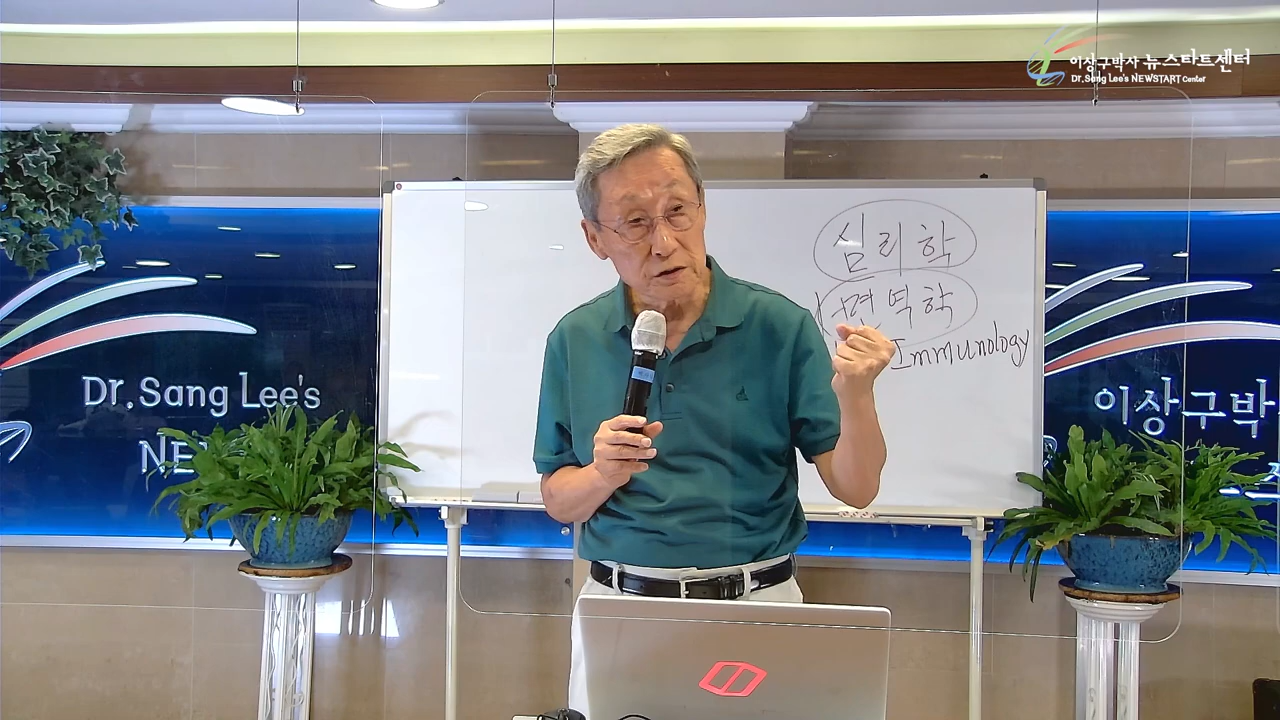 이상구박사 뉴스타트센터
Dr.Sang Lee's NEWSTART Center
심리학
면역학
Immunology
Dr.Sang Lee's
이상구박